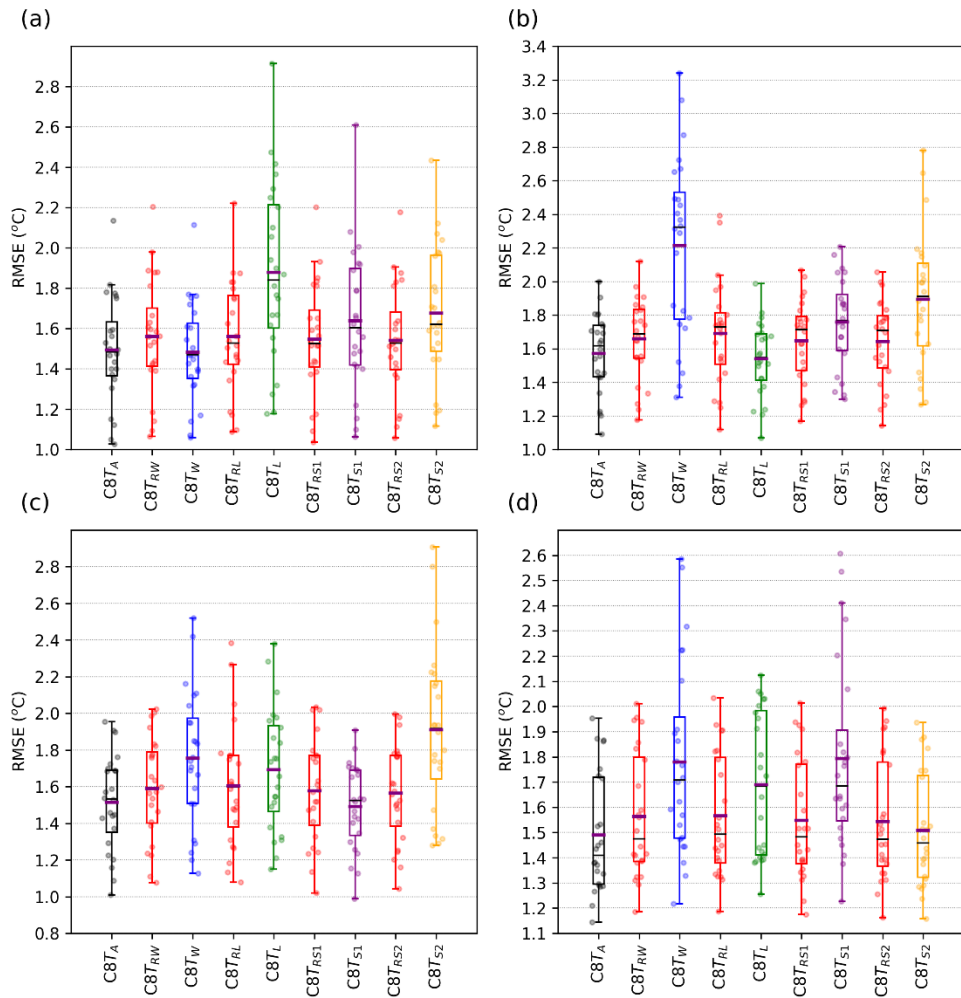 (a)
RMSE (°C)
2.8
2.6
2.4
2.2
2.0
1.8
1.6
1.4
1.2
1.0
C8T_A
C8T_RW
C8T_W
C8T_RL
C8T_L
C8T_RS1
C8T_S1
C8T_RS2
C8T_S2
(b)
RMSE (°C)
3.4
3.2
3.0
2.8
2.6
2.4
2.2
2.0
1.8
1.6
1.4
1.2
1.0
C8T_A
C8T_RW
C8T_W
C8T_RL
C8T_L
C8T_RS1
C8T_S1
C8T_RS2
C8T_S2
(c)
RMSE (°C)
2.8
2.6
2.4
2.2
2.0
1.8
1.6
1.4
1.2
1.0
0.8
C8T_A
C8T_RW
C8T_W
C8T_RL
C8T_L
C8T_RS1
C8T_S1
C8T_RS2
C8T_S2
(d)
RMSE (°C)
2.6
2.5
2.4
2.3
2.2
2.1
2.0
1.9
1.8
1.7
1.6
1.5
1.4
1.3
1.2
1.1
C8T_A
C8T_RW
C8T_W
C8T_RL
C8T_L
C8T_RS1
C8T_S1
C8T_RS2
C8T_S2